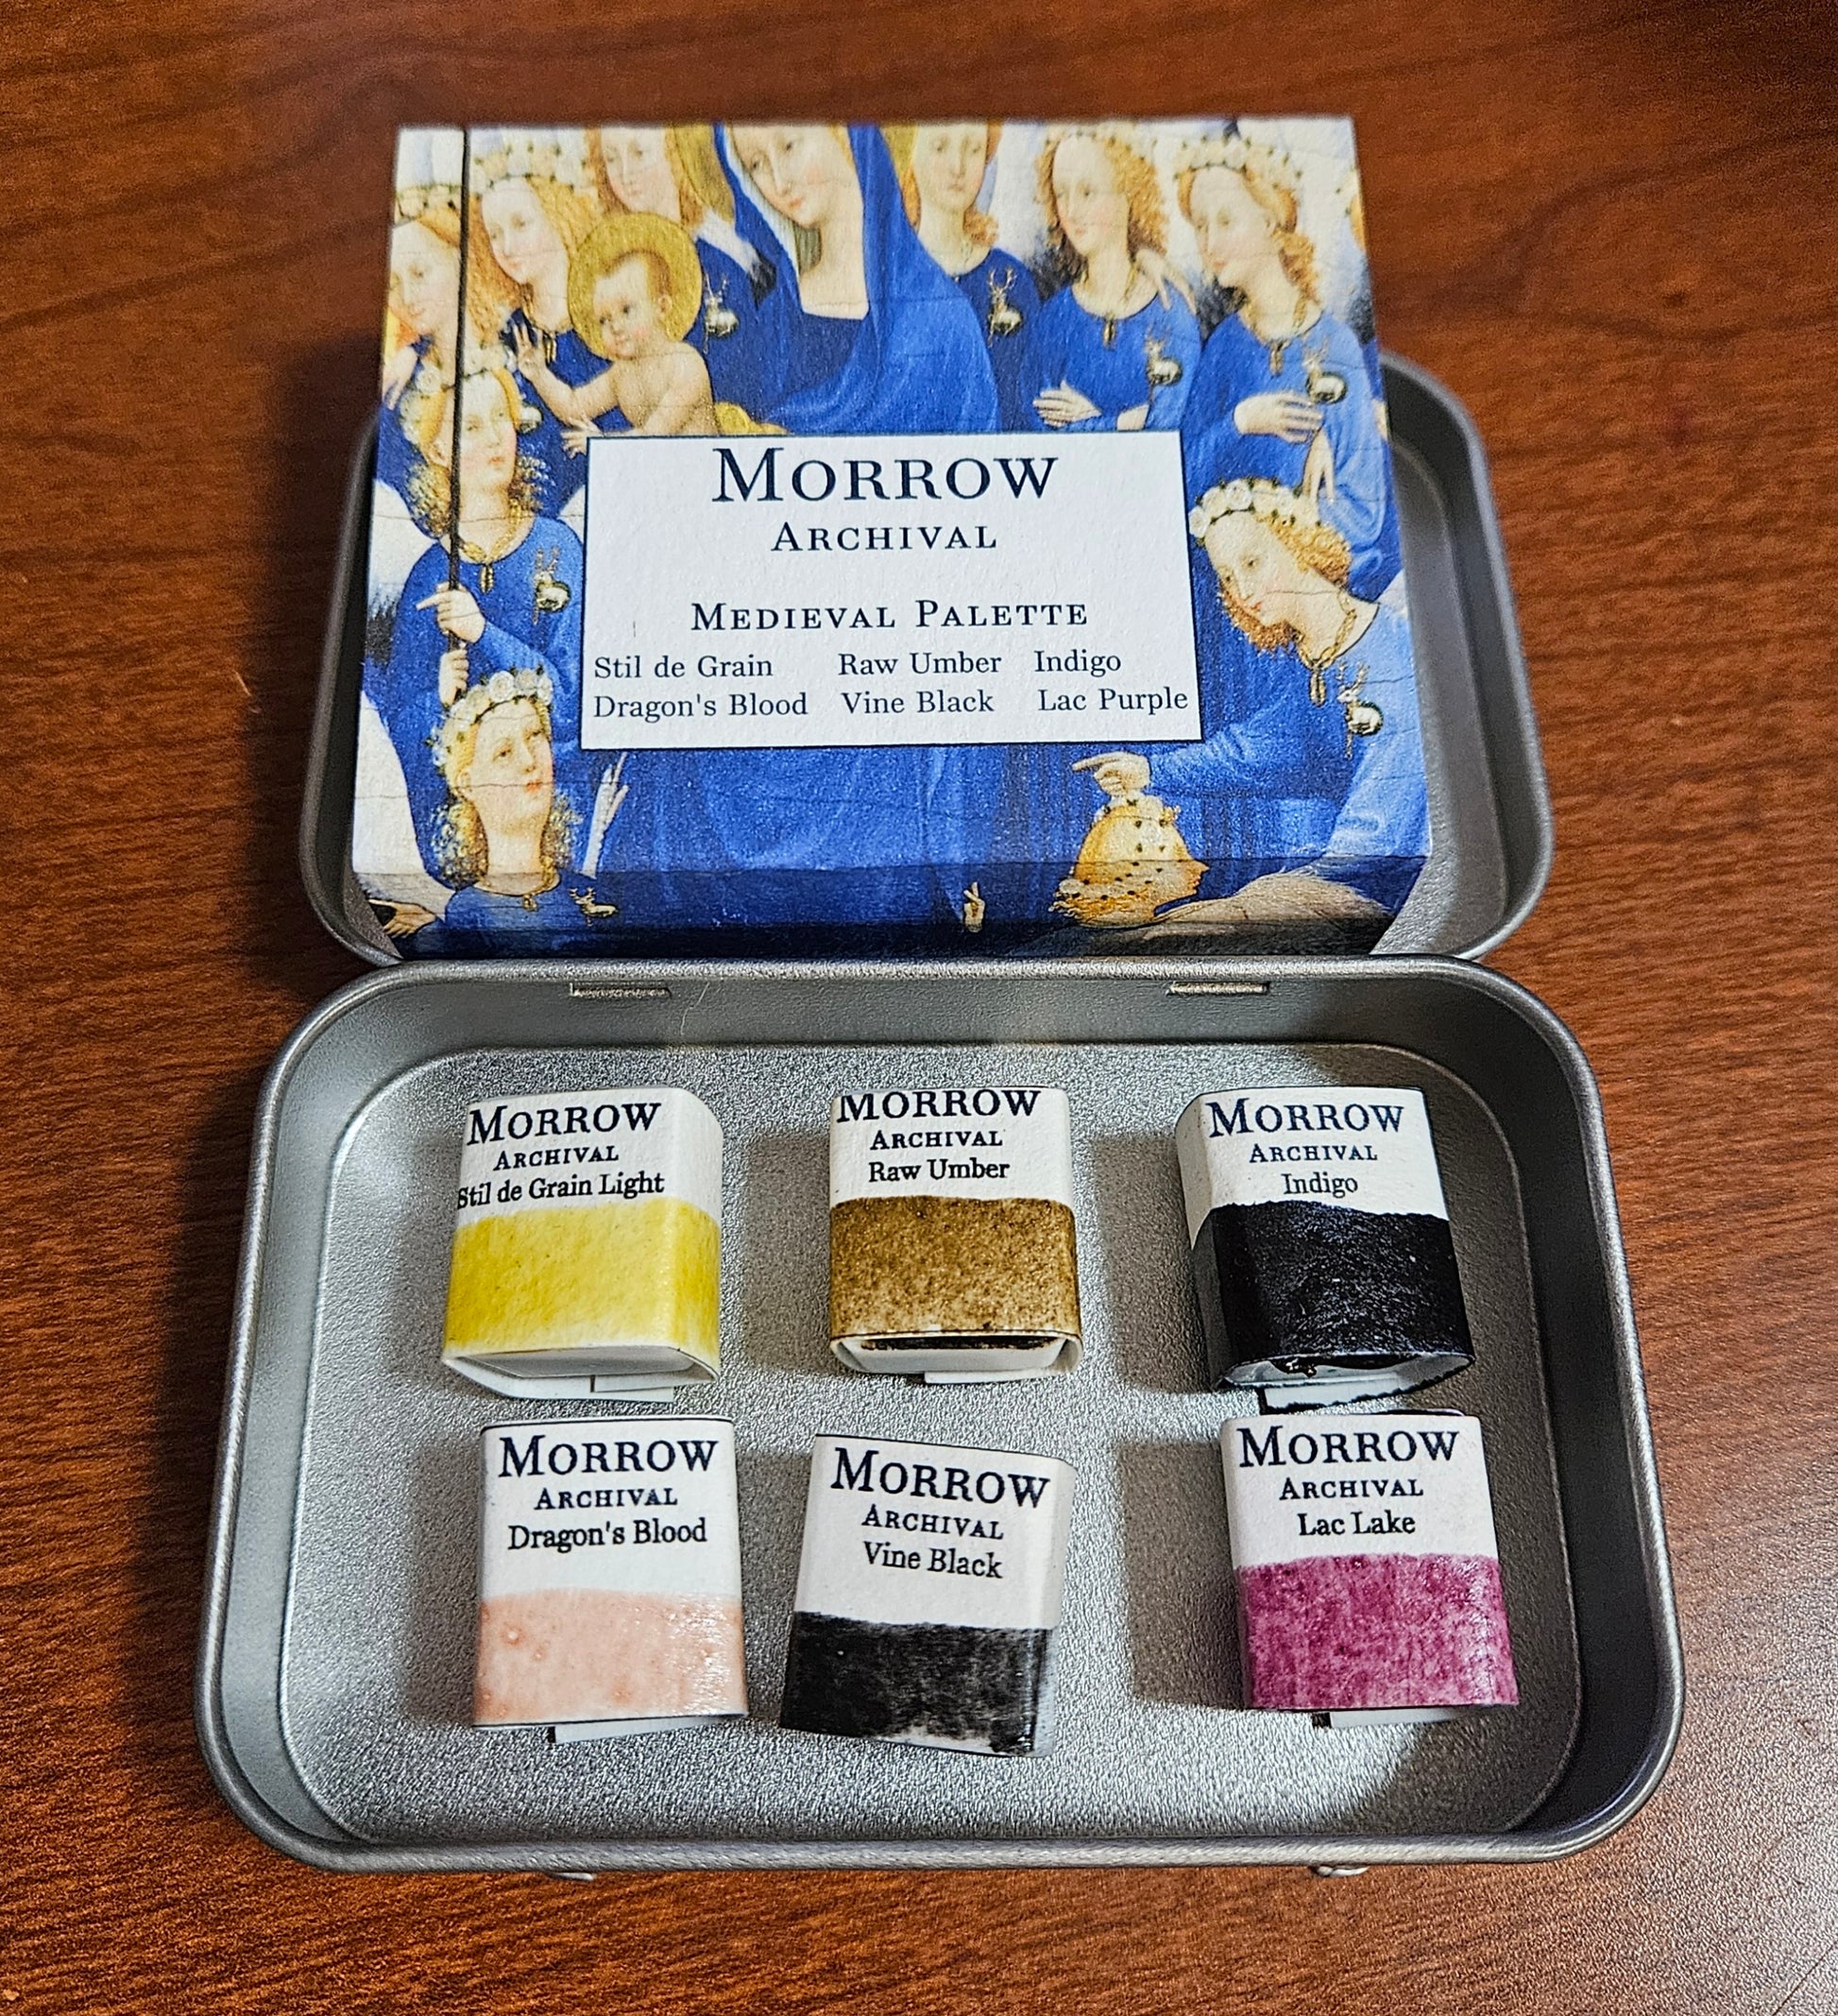 MORROW
ARCHIVAL
MEDIEVAL PALETTE
Stil de Grain Raw Umber Indigo
Dragon's Blood Vine Black Lac Purple
MORROW
ARCHIVAL
Stil de Grain Light
MORROW
ARCHIVAL
Raw Umber
MORROW
ARCHIVAL
Indigo
MORROW
ARCHIVAL
Dragon's Blood
MORROW
ARCHIVAL
Vine Black
MORROW
ARCHIVAL
Lac Lake